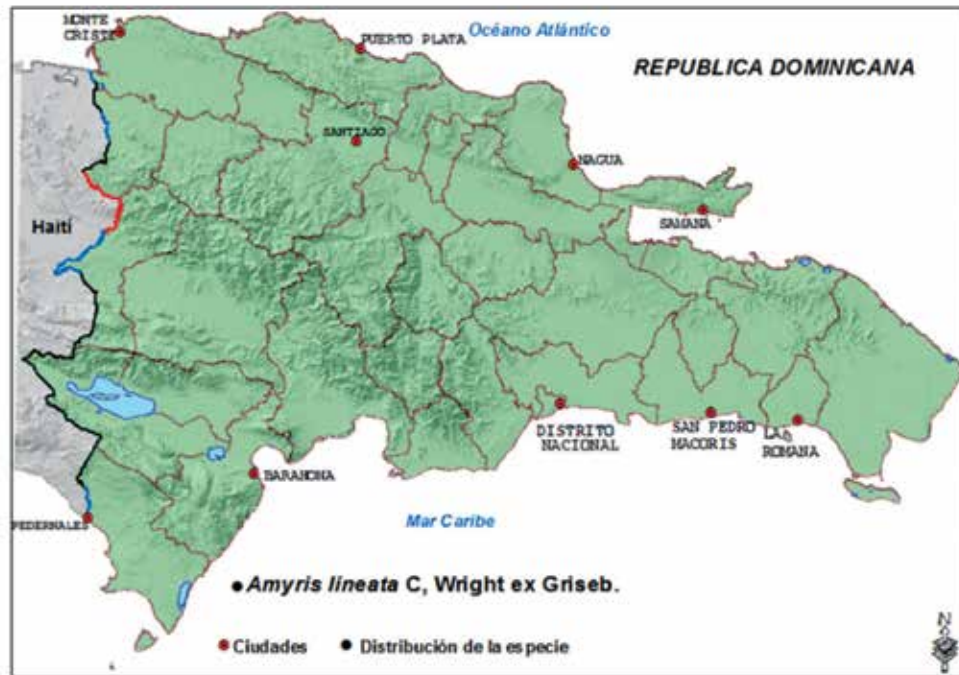 MONTE
CRISTI
PUERTO PLATA
Océano Atlántico
REPUBLICA DOMINICANA
SANTIAGO
NAGUA
SAMANA
Haití
DISTRITO
NACIONAL
SAN PEDRO
MACORIS
LA
ROMANA
BARAHONA
PEDERNALES
Mar Caribe
Amyris lineata C, Wright ex Griseb.
Ciudades
Distribución de la especie